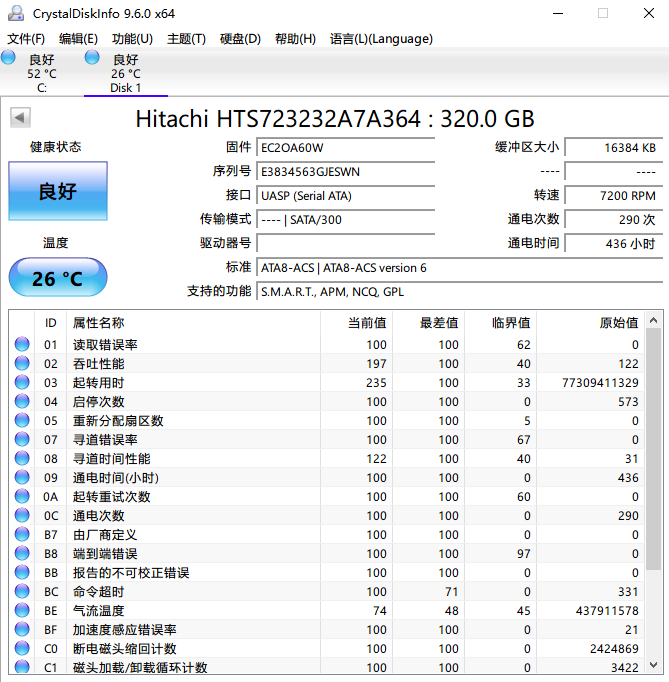 CrystalDiskInfo 9.6.0 x64
文件(F) 编辑(E) 功能(U) 主题(T) 硬盘(D) 帮助(H) 语言(L)(Language)
良好 良好
52 °C 26 °C
C: Disk 1
Hitachi HTS723232A7A364 : 320.0 GB
健康状态 固件 EC2OA60W 缓冲区大小 16384 KB
良好 序列号 E3834563GJESWN ---- ----
接口 UASP (Serial ATA) 转速 7200 RPM
传输模式 ---- | SATA/300 通电次数 290 次
温度 驱动器号 通电时间 436 小时
26 °C 标准 ATA8-ACS | ATA8-ACS version 6
支持的功能 S.M.A.R.T., APM, NCQ, GPL
ID 属性名称 当前值 最差值 临界值 原始值
01 读取错误率 100 100 62 0
02 吞吐性能 197 100 40 122
03 起转用时 235 100 33 77309411329
04 启停次数 100 100 0 573
05 重新分配扇区数 100 100 5 0
07 寻道错误率 100 100 67 0
08 寻道时间性能 122 100 40 31
09 通电时间(小时) 100 100 0 436
0A 起转重试次数 100 100 60 0
0C 通电次数 100 100 0 290
B7 由厂商定义 100 100 0 0
B8 端到端错误 100 100 97 0
BB 报告的不可校正错误 100 100 0 0
BC 命令超时 100 71 0 331
BE 气流温度 74 48 45 437911578
BF 加速度感应错误率 100 100 0 21
C0 断电磁头缩回计数 100 100 0 2424869
C1 磁头加载/卸载循环计数 100 100 0 3422